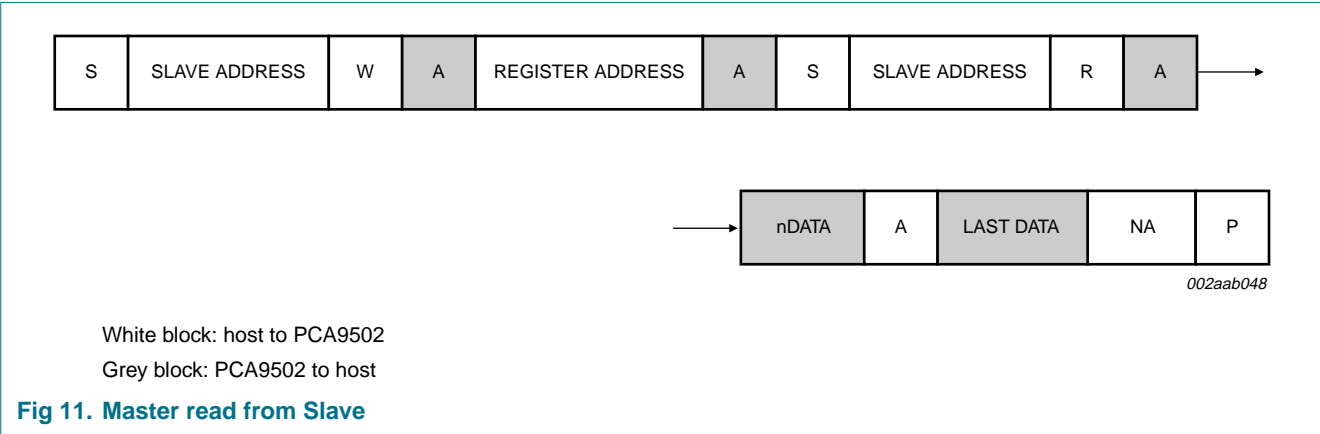 S SLAVE ADDRESS W A REGISTER ADDRESS A S SLAVE ADDRESS R A
nDATA A LAST DATA NA P
002aab048
White block: host to PCA9502
Grey block: PCA9502 to host
Fig 11. Master read from Slave